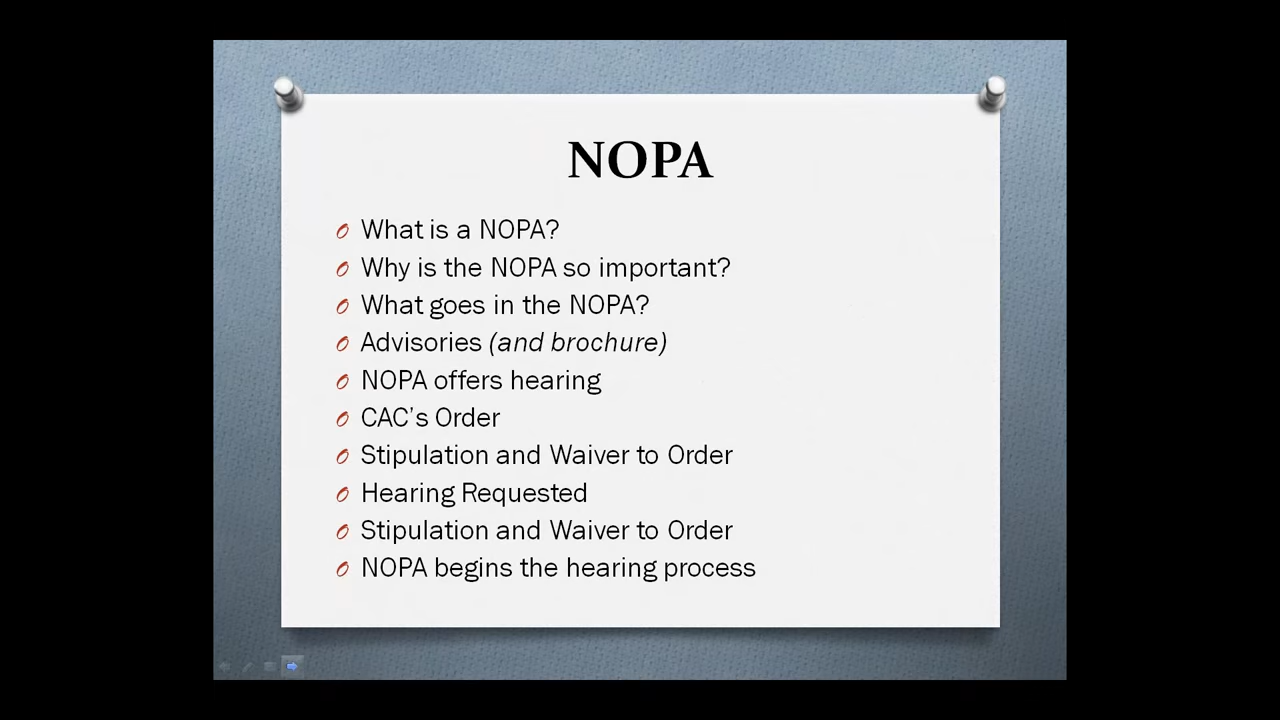 NOPA
What is a NOPA?
Why is the NOPA so important?
What goes in the NOPA?
Advisories (and brochure)
NOPA offers hearing
CAC's Order
Stipulation and Waiver to Order
Hearing Requested
Stipulation and Waiver to Order
NOPA begins the hearing process